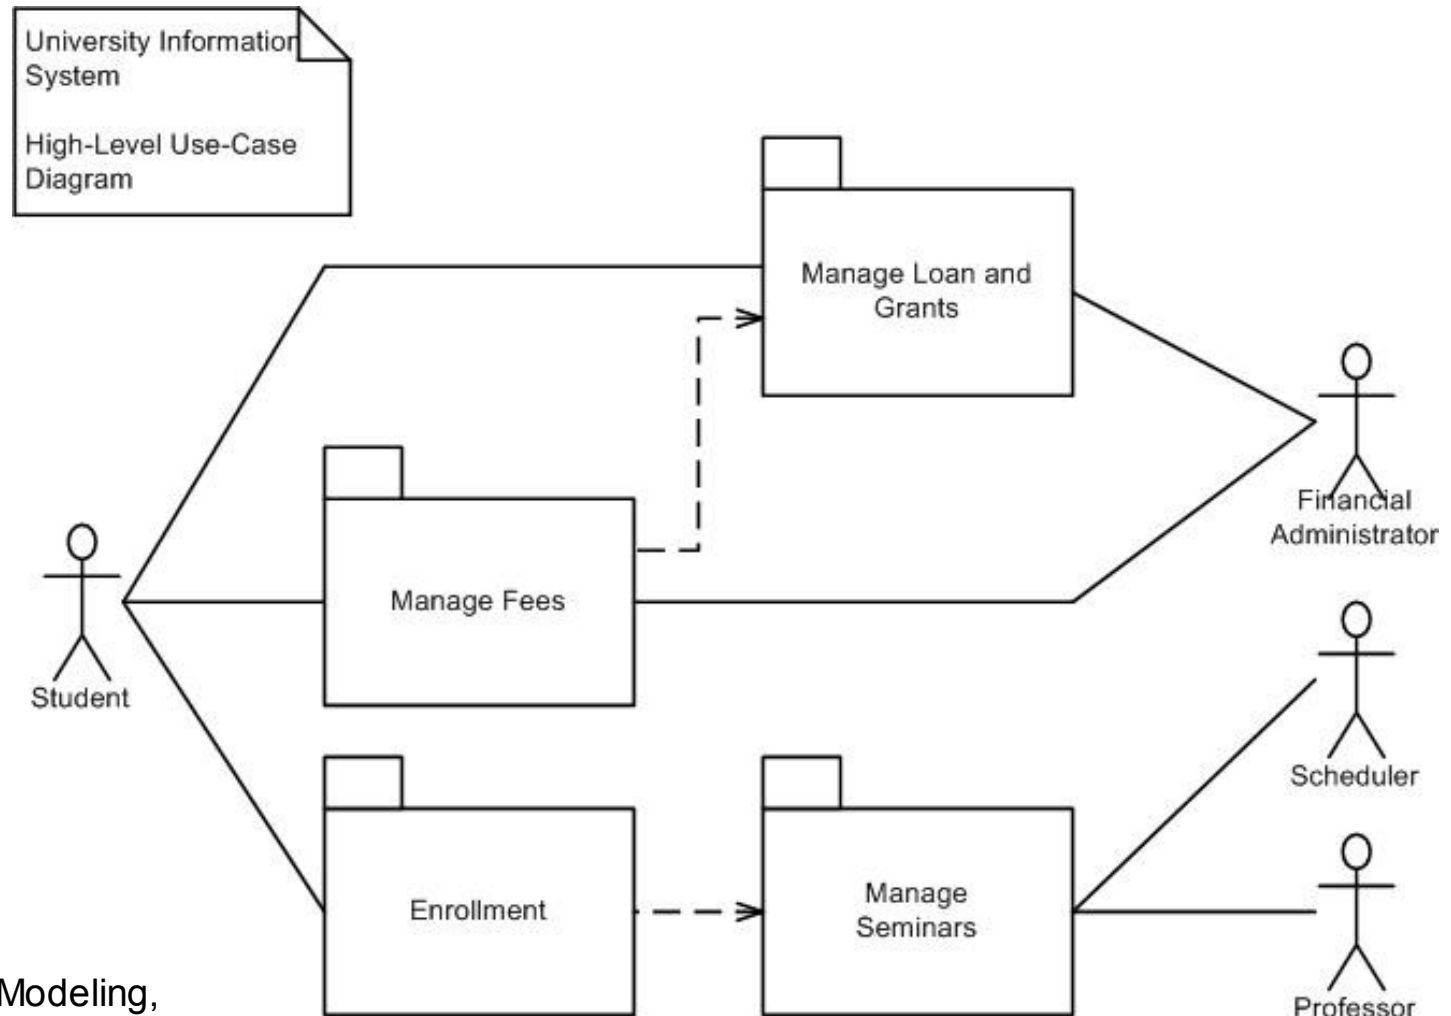 University Information
System
High-Level Use-Case
Diagram
Manage Loan and
Grants
Financial
Administrator
Manage Fees
Student
Scheduler
Enrollment
Manage
Seminars
Modeling,
Professor